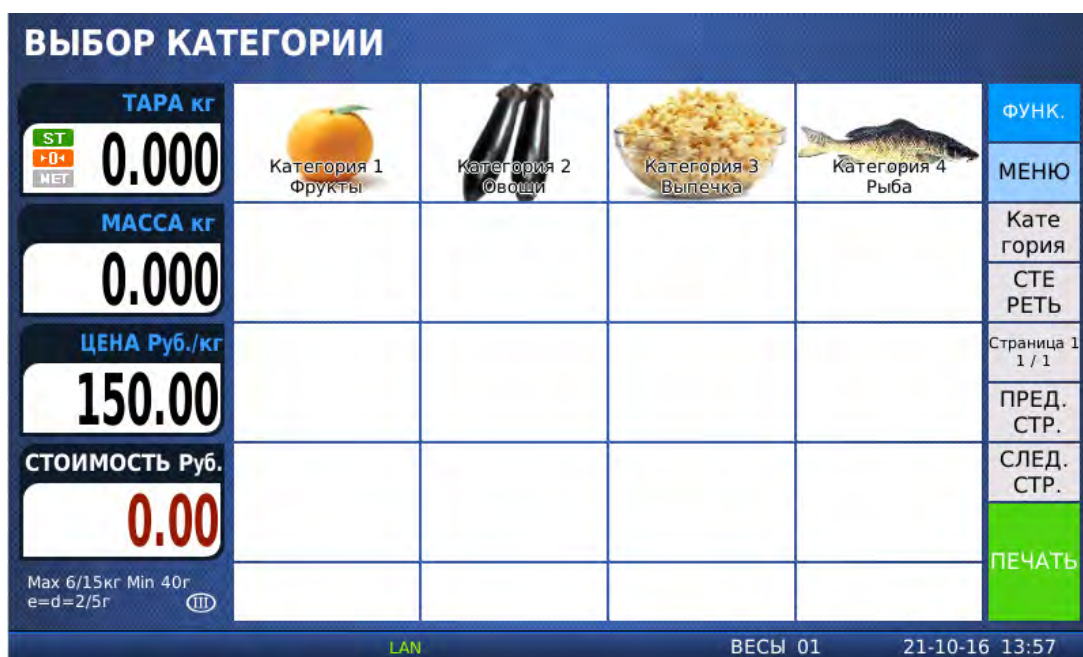 ВЫБОР КАТЕГОРИИ
ТАРА кг
ST
▸0◂
NET
0.000
МАССА кг
0.000
ЦЕНА Руб./кг
150.00
СТОИМОСТЬ Руб.
0.00
Max 6/15кг Min 40г
e=d=2/5г
III
Категория 1
Фрукты
Категория 2
Овощи
Категория 3
Выпечка
Категория 4
Рыба
ФУНК.
МЕНЮ
Кате
гория
СТЕ
РЕТЬ
Страница 1
1 / 1
ПРЕД.
СТР.
СЛЕД.
СТР.
ПЕЧАТЬ
LAN
ВЕСЫ 01
21-10-16 13:57